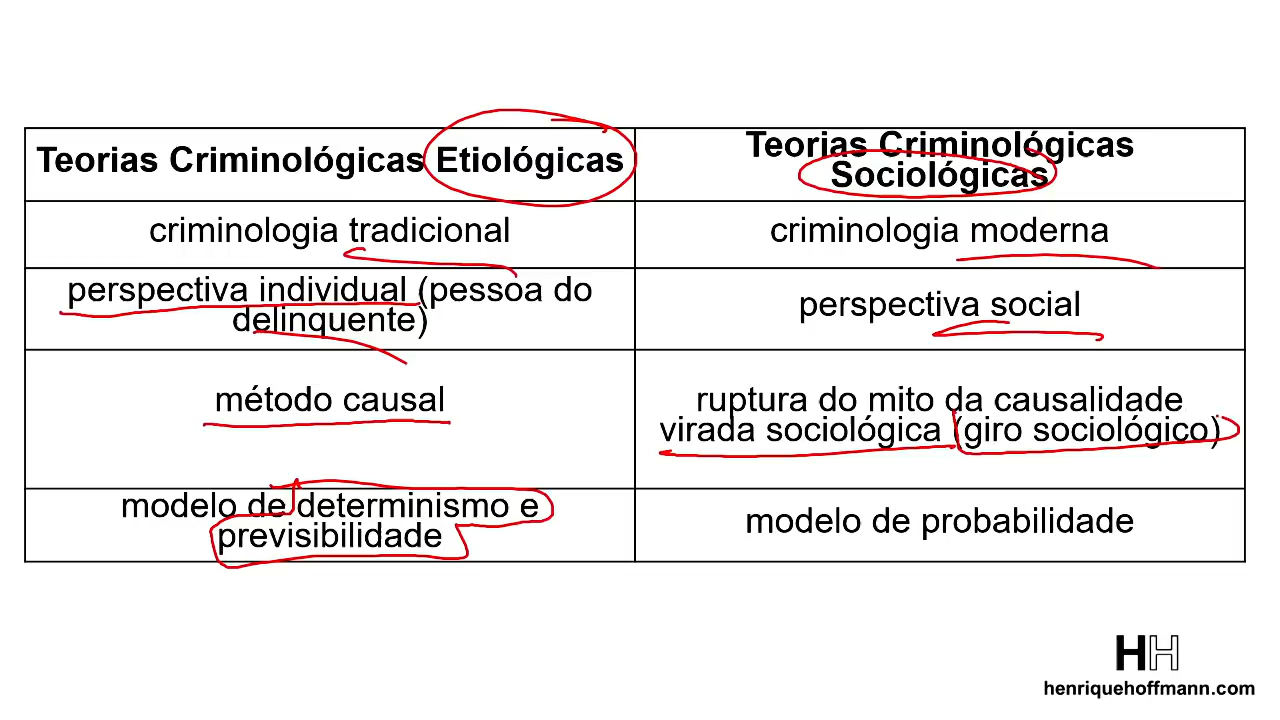 Teorias Criminológicas Etiológicas
Teorias Criminológicas
Sociológicas
criminologia tradicional
criminologia moderna
perspectiva individual (pessoa do
delinquente)
perspectiva social
método causal
ruptura do mito da causalidade
virada sociológica (giro sociológico)
modelo de determinismo e
previsibilidade
modelo de probabilidade
HH
henriquehoffmann.com